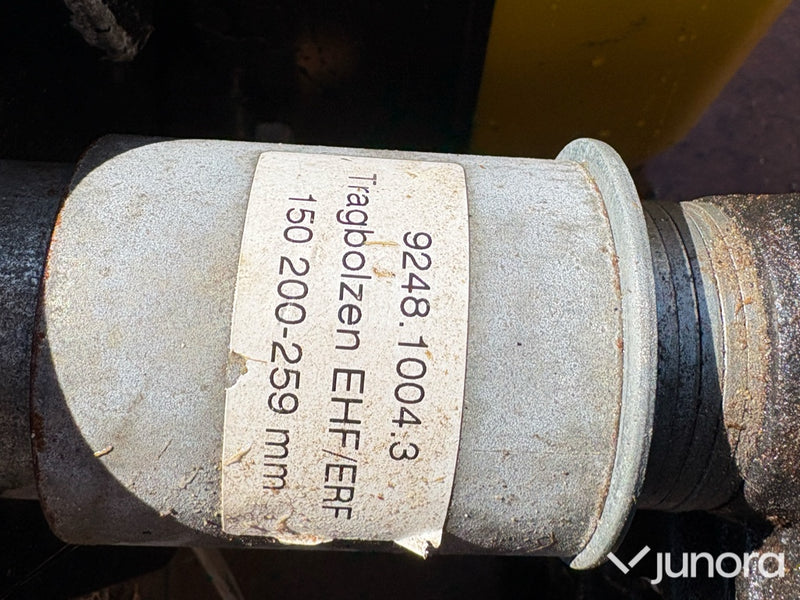 9248.1004.3
Tragbolzen EHF/ERF
150 200-259 mm
junora